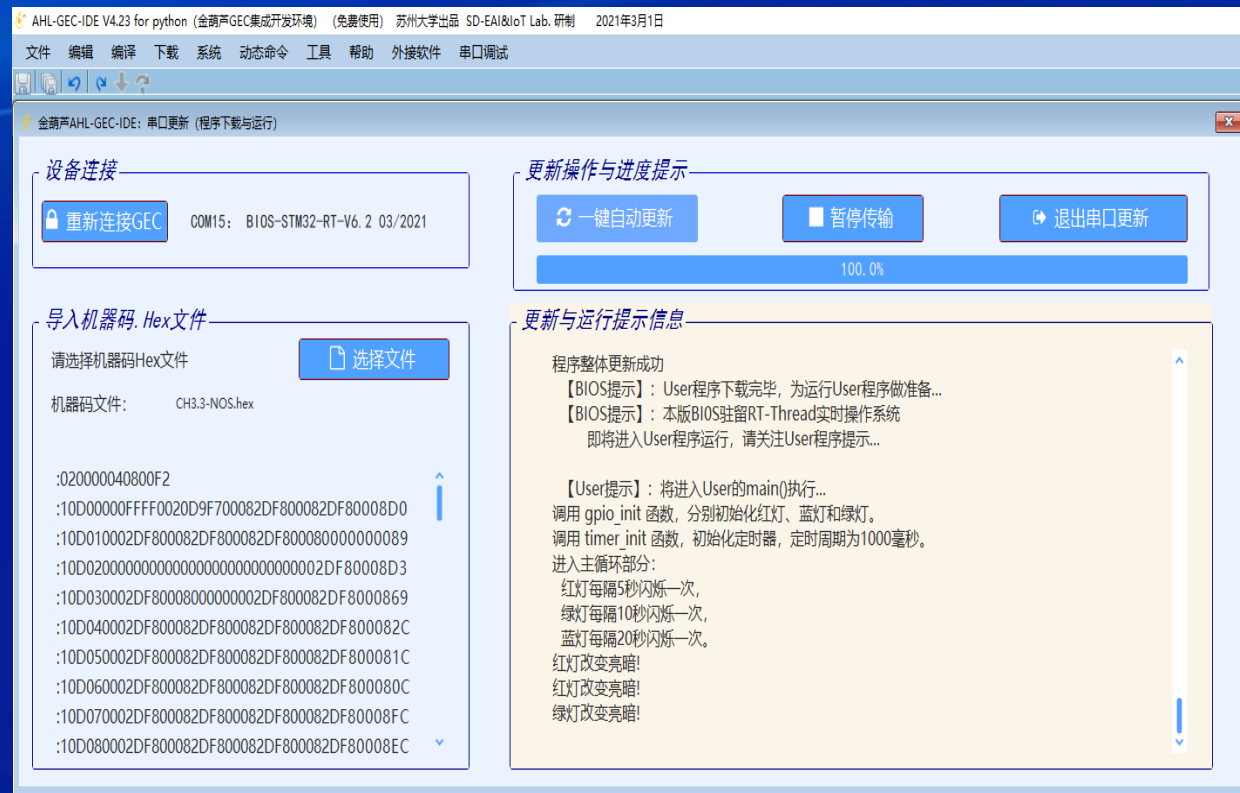 AHL-GEC-IDE V4.23 for python（金葫芦GEC集成开发环境）（免费使用） 苏州大学出品 SD-EAI&IoT Lab. 研制 2021年3月1日
文件 编辑 编译 下载 系统 动态命令 工具 帮助 外接软件 串口调试
金葫芦AHL-GEC-IDE: 串口更新（程序下载与运行）
设备连接
重新连接GEC COM15： BIOS-STM32-RT-V6.2 03/2021
更新操作与进度提示
一键自动更新 暂停传输 退出串口更新
100.0%
导入机器码.Hex文件
请选择机器码Hex文件 选择文件
机器码文件: CH3.3-NOS.hex
:020000040800F2
:10D00000FFFF0020D9F700082DF800082DF80008D0
:10D010002DF800082DF800082DF800080000000089
:10D02000000000000000000000000002DF80008D3
:10D030002DF80008000000002DF800082DF8000869
:10D040002DF800082DF800082DF800082DF800082C
:10D050002DF800082DF800082DF800082DF800081C
:10D060002DF800082DF800082DF800082DF800080C
:10D070002DF800082DF800082DF800082DF80008FC
:10D080002DF800082DF800082DF800082DF80008EC
更新与运行提示信息
程序整体更新成功
【BIOS提示】：User程序下载完毕，为运行User程序做准备...
【BIOS提示】：本版BIOS驻留RT-Thread实时操作系统
即将进入User程序运行，请关注User程序提示...
【User提示】：将进入User的main()执行...
调用 gpio_init 函数，分别初始化红灯、蓝灯和绿灯。
调用 timer_init 函数，初始化定时器，定时周期为1000毫秒。
进入主循环部分:
红灯每隔5秒闪烁一次,
绿灯每隔10秒闪烁一次,
蓝灯每隔20秒闪烁一次。
红灯改变亮暗!
红灯改变亮暗!
绿灯改变亮暗!